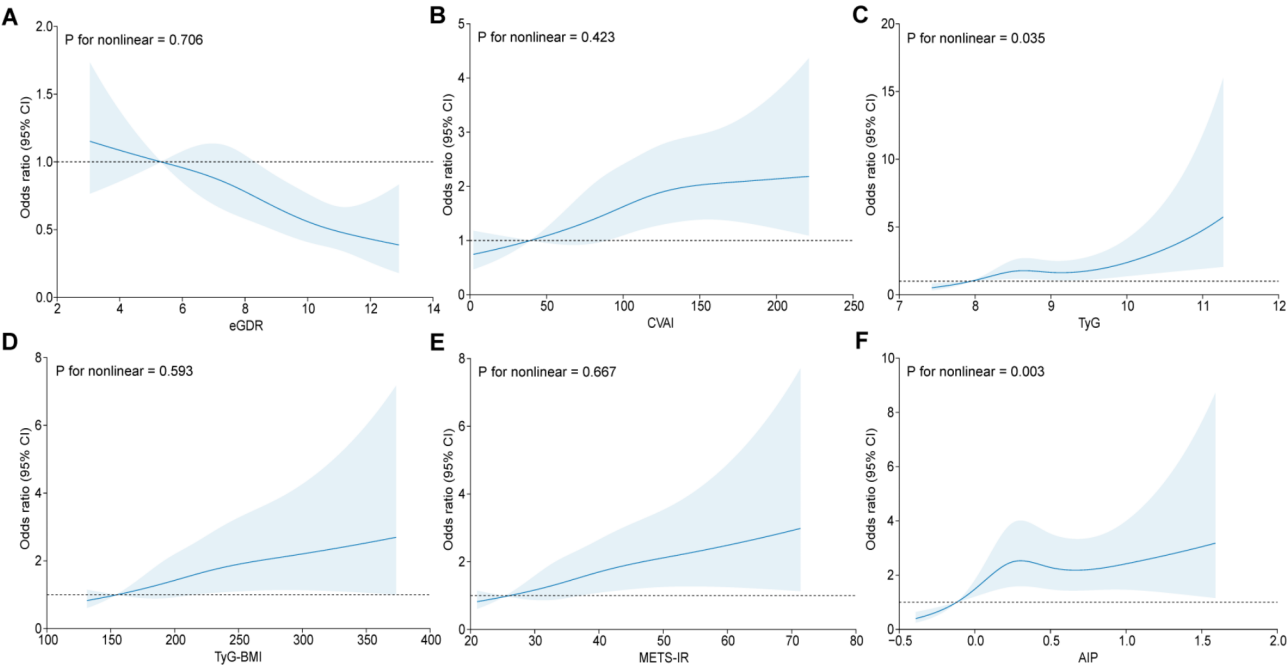 A
P for nonlinear = 0.706
Odds ratio (95% CI)
2.0
1.5
1.0
0.5
0.0
2 4 6 8 10 12 14
eGDR
B
P for nonlinear = 0.423
Odds ratio (95% CI)
5
4
3
2
1
0
0 50 100 150 200 250
CVAI
C
P for nonlinear = 0.035
Odds ratio (95% CI)
20
15
10
5
0
7 8 9 10 11 12
TyG
D
P for nonlinear = 0.593
Odds ratio (95% CI)
8
6
4
2
0
100 150 200 250 300 350 400
TyG-BMI
E
P for nonlinear = 0.667
Odds ratio (95% CI)
8
6
4
2
0
20 30 40 50 60 70 80
METS-IR
F
P for nonlinear = 0.003
Odds ratio (95% CI)
10
8
6
4
2
0
−0.5 0.0 0.5 1.0 1.5 2.0
AIP